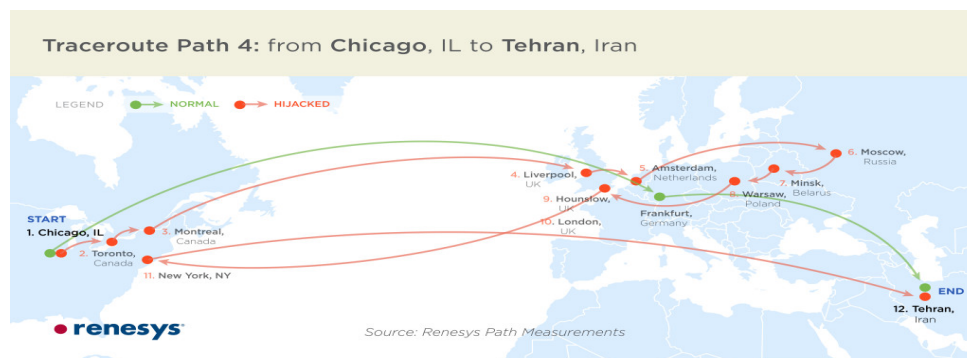 Traceroute Path 4: from Chicago, IL to Tehran, Iran
LEGEND
NORMAL
HIJACKED
START
1. Chicago, IL
2. Toronto,
Canada
3. Montreal,
Canada
4. Liverpool,
UK
5. Amsterdam,
Netherlands
6. Moscow,
Russia
7. Minsk,
Belarus
8. Warsaw,
Poland
9. Hounslow,
UK
10. London,
UK
Frankfurt,
Germany
11. New York, NY
END
12. Tehran,
Iran
renesys
Source: Renesys Path Measurements